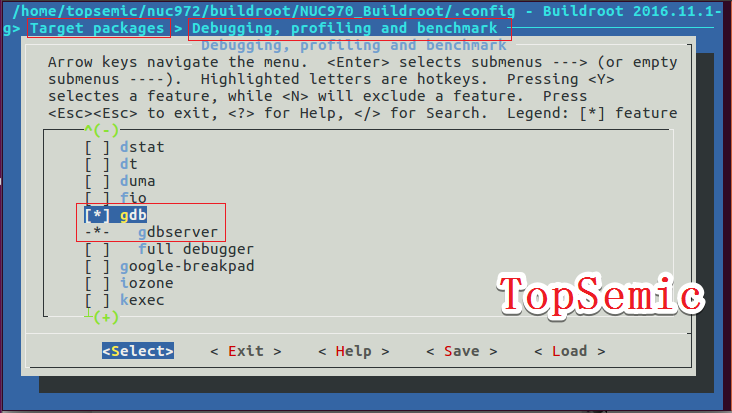 /home/topsemic/nuc972/buildroot/NUC970_Buildroot/.config - Buildroot 2016.11.1-
g> Target packages > Debugging, profiling and benchmark
Debugging, profiling and benchmark
Arrow keys navigate the menu.  <Enter> selects submenus ---> (or empty
submenus ----).  Highlighted letters are hotkeys.  Pressing <Y>
selectes a feature, while <N> will exclude a feature.  Press
<Esc><Esc> to exit, <?> for Help, </> for Search.  Legend: [*] feature
^(-)
[ ] dstat
[ ] dt
[ ] duma
[ ] fio
[*] gdb
-*-   gdbserver
[ ]   full debugger
[ ] google-breakpad
[ ] iozone
[ ] kexec
┴(+)
TopSemic
<Select>    < Exit >    < Help >    < Save >    < Load >